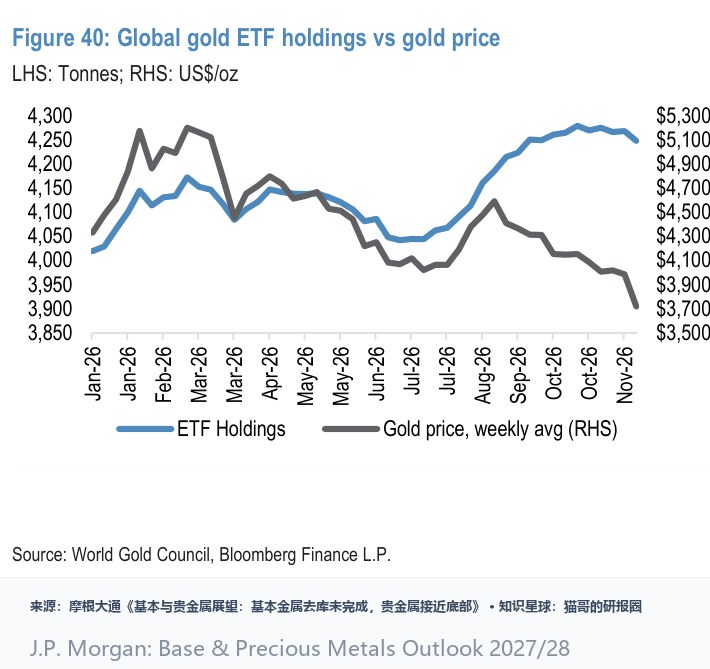 Figure 40: Global gold ETF holdings vs gold price
LHS: Tonnes; RHS: US$/oz
4,300
4,250
4,200
4,150
4,100
4,050
4,000
3,950
3,900
3,850
$5,300
$5,100
$4,900
$4,700
$4,500
$4,300
$4,100
$3,900
$3,700
$3,500
Jan-26
Jan-26
Feb-26
Mar-26
Mar-26
Apr-26
May-26
May-26
Jun-26
Jul-26
Jul-26
Aug-26
Sep-26
Oct-26
Oct-26
Nov-26
ETF Holdings
Gold price, weekly avg (RHS)
Source: World Gold Council, Bloomberg Finance L.P.
来源：摩根大通《基本与贵金属展望：基本金属去库未完成，贵金属接近底部》 • 知识星球：猫哥的研报园
J.P. Morgan: Base & Precious Metals Outlook 2027/28